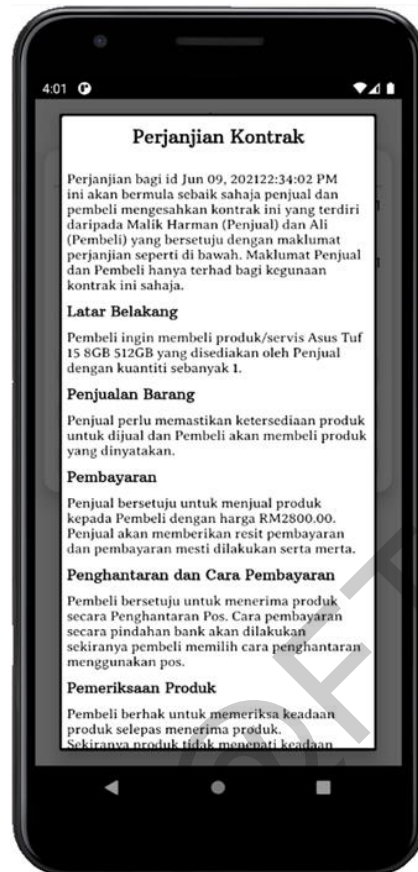 4:01
Perjanjian Kontrak
Perjanjian bagi id Jun 09, 202122:34:02 PM
ini akan bermula sebaik sahaja penjual dan
pembeli mengesahkan kontrak ini yang terdiri
daripada Malik Harman (Penjual) dan Ali
(Pembeli) yang bersetuju dengan maklumat
perjanjian seperti di bawah. Maklumat Penjual
dan Pembeli hanya terhad bagi kegunaan
kontrak ini sahaja.
Latar Belakang
Pembeli ingin membeli produk/servis Asus Tuf
15 8GB 512GB yang disediakan oleh Penjual
dengan kuantiti sebanyak 1.
Penjualan Barang
Penjual perlu memastikan ketersediaan produk
untuk dijual dan Pembeli akan membeli produk
yang dinyatakan.
Pembayaran
Penjual bersetuju untuk menjual produk
kepada Pembeli dengan harga RM2800.00.
Penjual akan memberikan resit pembayaran
dan pembayaran mesti dilakukan serta merta.
Penghantaran dan Cara Pembayaran
Pembeli bersetuju untuk menerima produk
secara Penghantaran Pos. Cara pembayaran
secara pindahan bank akan dilakukan
sekiranya pembeli memilih cara penghantaran
menggunakan pos.
Pemeriksaan Produk
Pembeli berhak untuk memeriksa keadaan
produk selepas menerima produk.
Sekiranya produk tidak menepati keadaan